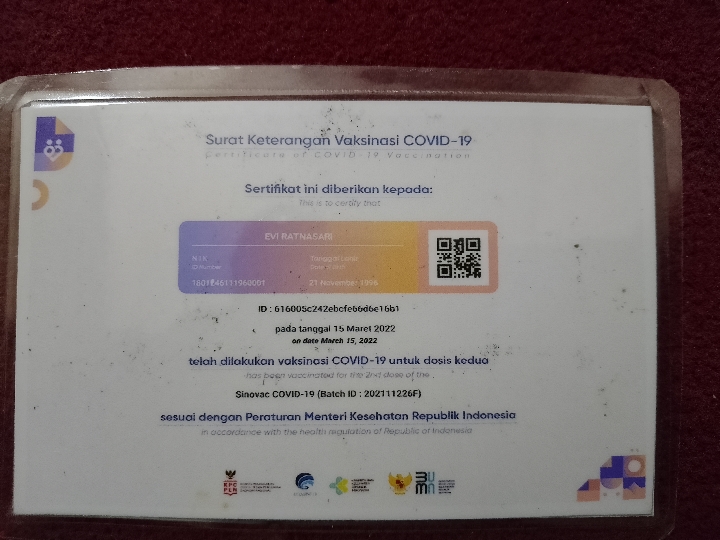 Surat Keterangan Vaksinasi COVID-19
Certificate of COVID-19 Vaccination
Sertifikat ini diberikan kepada:
This is to certify that
EVI RATNASARI
NIK
Tanggal Lahir
21 November 1996
ID : 616005c242ebcfe66d6e16b1
pada tanggal 15 Maret 2022
on date March 15, 2022
telah dilakukan vaksinasi COVID-19 untuk dosis kedua
has been vaccinated for the 2nd dose of the
Sinovac COVID-19 (Batch ID : 202111226F)
sesuai dengan Peraturan Menteri Kesehatan Republik Indonesia
in accordance with the health regulation of Republic of Indonesia
KPC
PEN
BU
MN